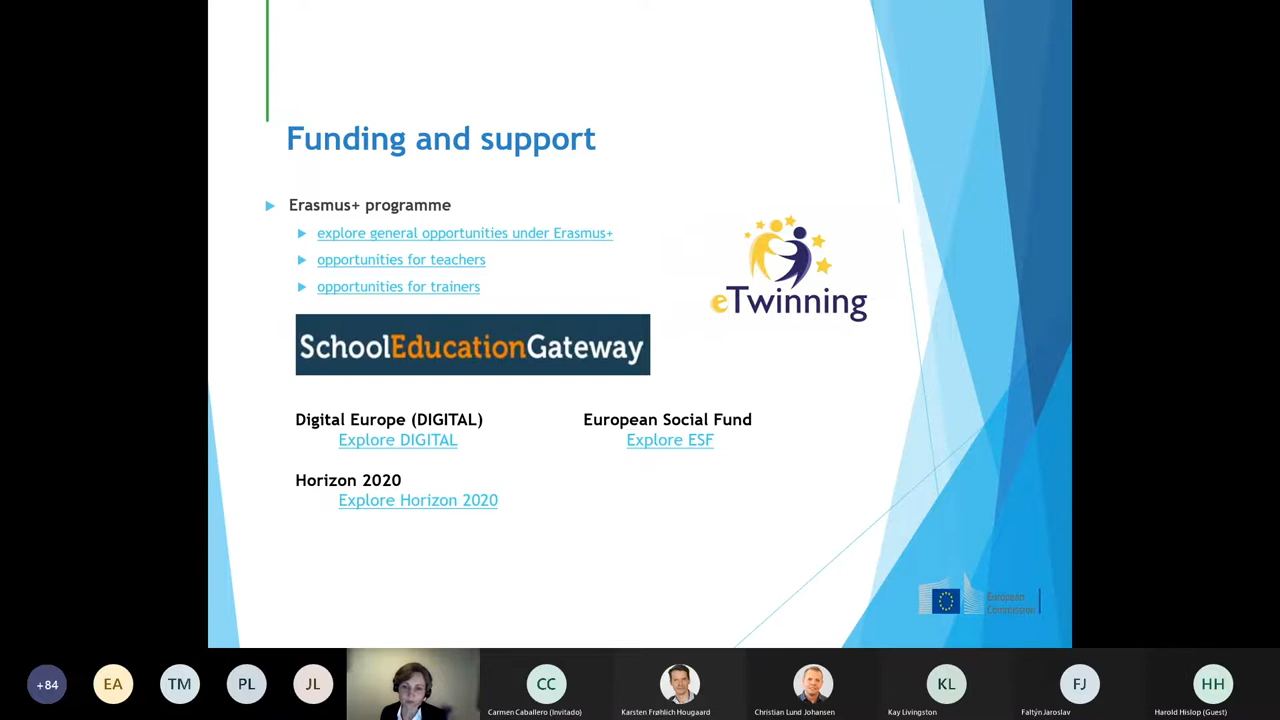 Funding and support
Erasmus+ programme
explore general opportunities under Erasmus+
opportunities for teachers
opportunities for trainers
eTwinning
SchoolEducationGateway
Digital Europe (DIGITAL)
Explore DIGITAL
European Social Fund
Explore ESF
Horizon 2020
Explore Horizon 2020
European
Commission
+84
EA
TM
PL
JL
CC
Carmen Caballero (Invitado)
Karsten Frøhlich Hougaard
Christian Lund Johansen
KL
Kay Livingston
FJ
Faltýn Jaroslav
HH
Harold Hislop (Guest)